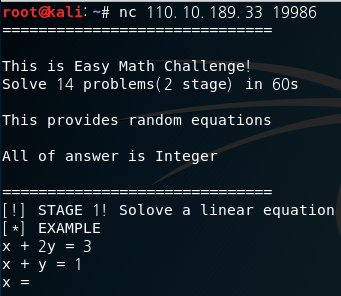 root@kali:~# nc 110.10.189.33 19986
==============================
This is Easy Math Challenge!
Solve 14 problems(2 stage) in 60s
This provides random equations
All of answer is Integer
==============================
[!] STAGE 1! Solove a linear equation
[*] EXAMPLE
x + 2y = 3
x + y = 1
x =